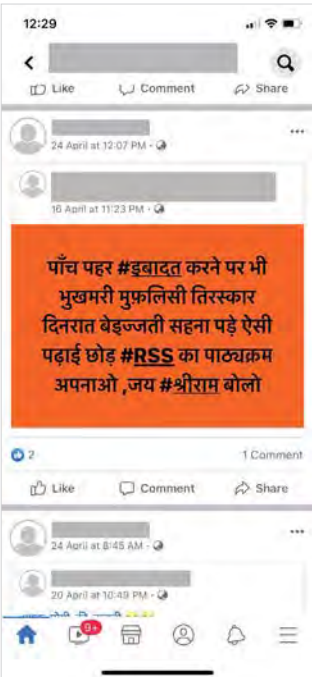 12:29
Like Comment Share
24 April at 12:07 PM
16 April at 11:23 PM
पाँच पहर #इबादत करने पर भी
भुखमरी मुफ़लिसी तिरस्कार
दिनरात बेइज्जती सहना पड़े ऐसी
पढ़ाई छोड़ #RSS का पाठ्यक्रम
अपनाओ ,जय #श्रीराम बोलो
2 1 Comment
Like Comment Share
24 April at 8:45 AM
20 April at 10:49 PM
9+